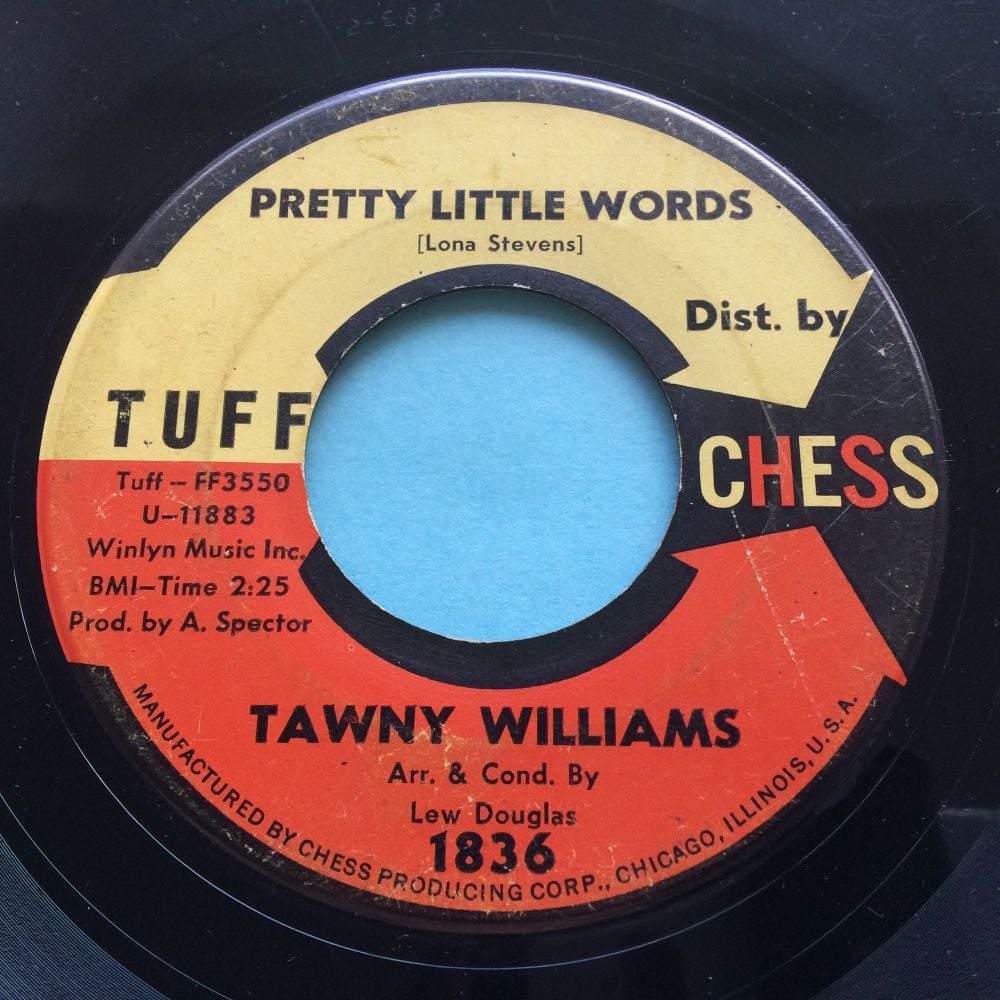 PRETTY LITTLE WORDS
[Lona Stevens]
Dist. by
TUFF
CHESS
Tuff – FF3550
U–11883
Winlyn Music Inc.
BMI–Time 2:25
Prod. by A. Spector
TAWNY WILLIAMS
Arr. & Cond. By
Lew Douglas
1836
MANUFACTURED BY CHESS PRODUCING CORP., CHICAGO, ILLINOIS, U.S.A.